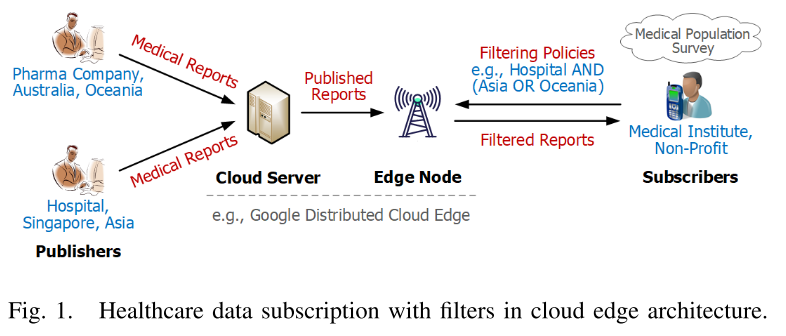 Medical Reports
Pharma Company,
Australia, Oceania
Medical Reports
Hospital,
Singapore, Asia
Publishers
Published
Reports
Cloud Server
Edge Node
e.g., Google Distributed Cloud Edge
Filtering Policies
e.g., Hospital AND
(Asia OR Oceania)
Filtered Reports
Medical Population
Survey
Medical Institute,
Non-Profit
Subscribers
Fig. 1. Healthcare data subscription with filters in cloud edge architecture.